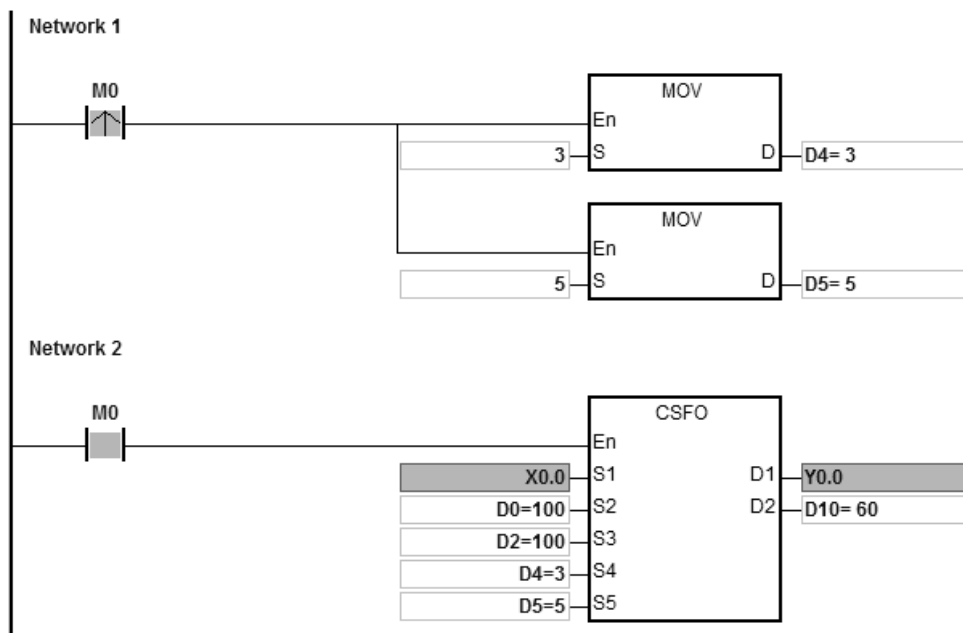 Network 1
M0
MOV
En
3 S D D4= 3
MOV
En
5 S D D5= 5
Network 2
M0
CSFO
En
X0.0 S1 D1 Y0.0
D0=100 S2 D2 D10= 60
D2=100 S3
D4=3 S4
D5=5 S5